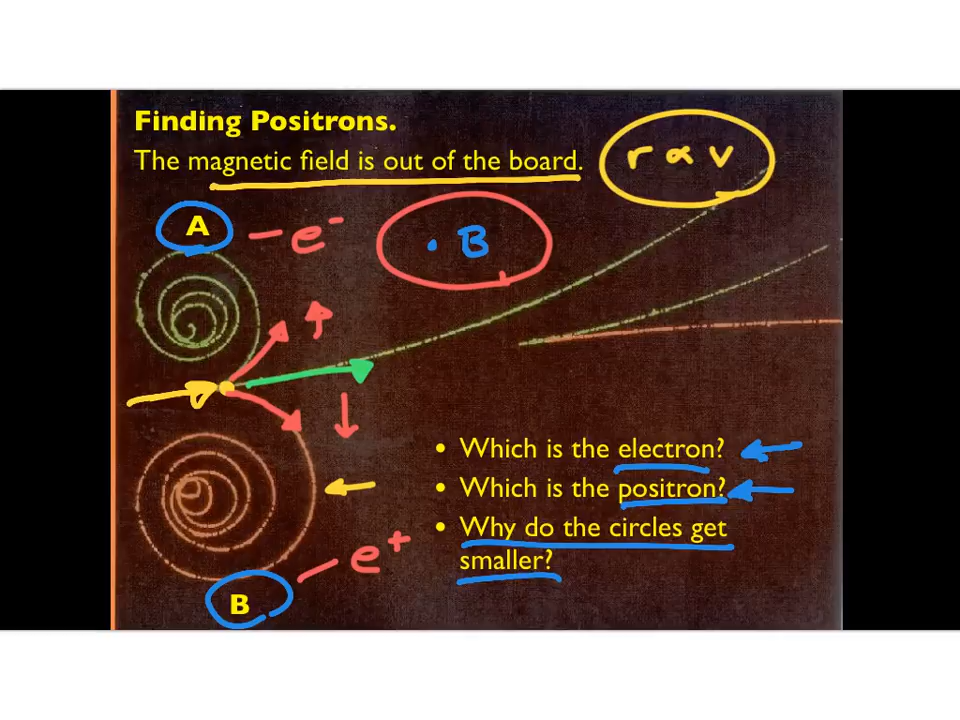 Finding Positrons.
The magnetic field is out of the board.
r ∝ v
A
– e⁻
• B
• Which is the electron?
• Which is the positron?
• Why do the circles get
smaller?
– e⁺
B